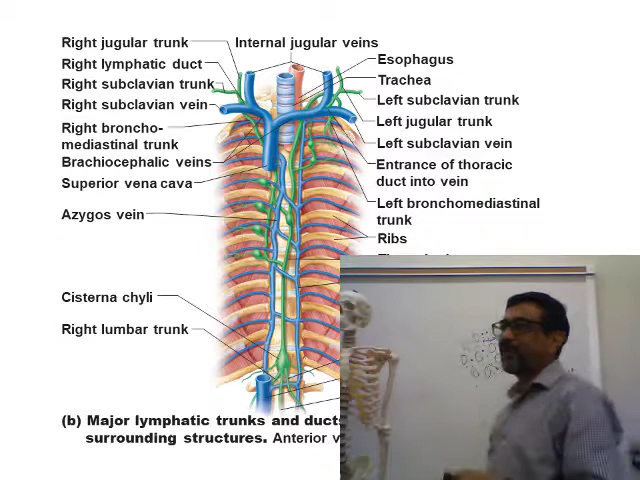 Right jugular trunk
Internal jugular veins
Right lymphatic duct
Right subclavian trunk
Right subclavian vein
Right broncho-
mediastinal trunk
Brachiocephalic veins
Superior vena cava
Azygos vein
Cisterna chyli
Right lumbar trunk
Esophagus
Trachea
Left subclavian trunk
Left jugular trunk
Left subclavian vein
Entrance of thoracic
duct into vein
Left bronchomediastinal
trunk
Ribs
(b) Major lymphatic trunks and ducts
surrounding structures. Anterior v